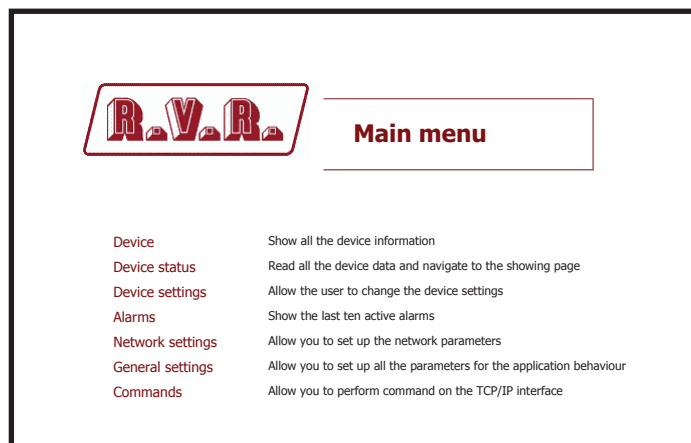 R.V.R.
Main menu
Device Show all the device information
Device status Read all the device data and navigate to the showing page
Device settings Allow the user to change the device settings
Alarms Show the last ten active alarms
Network settings Allow you to set up the network parameters
General settings Allow you to set up all the parameters for the application behaviour
Commands Allow you to perform command on the TCP/IP interface